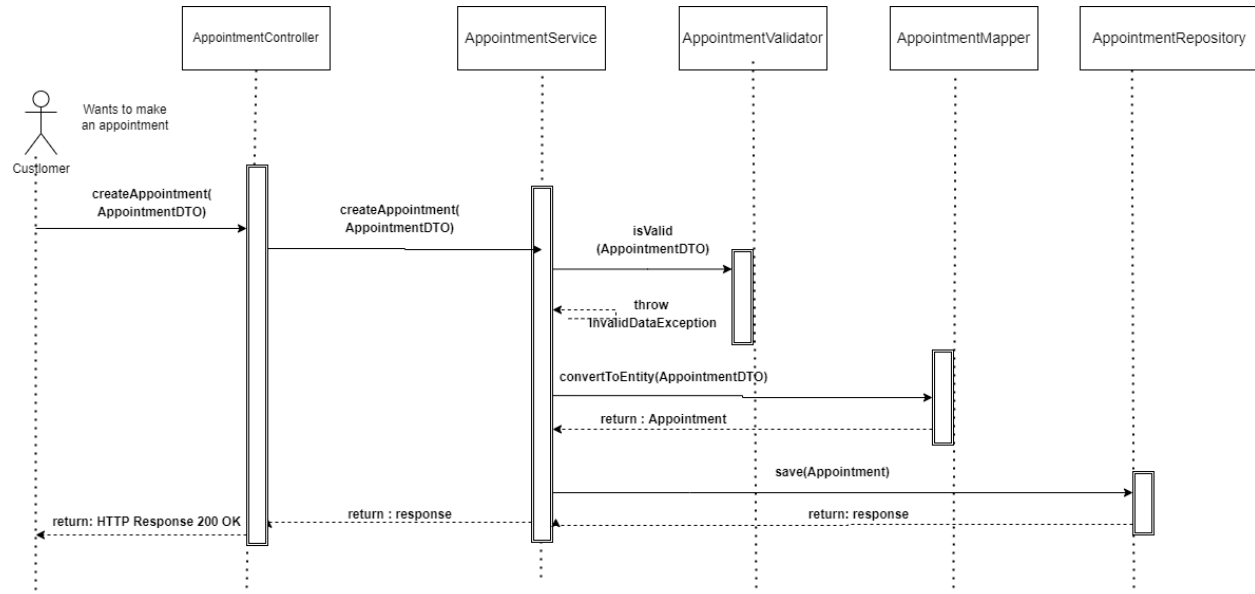 AppointmentController
AppointmentService
AppointmentValidator
AppointmentMapper
AppointmentRepository
Wants to make
an appointment
Custlomer
createAppointment(
AppointmentDTO)
createAppointment(
AppointmentDTO)
isValid
(AppointmentDTO)
throw
InvalidDataException
convertToEntity(AppointmentDTO)
return : Appointment
save(Appointment)
return: HTTP Response 200 OK
return : response
return: response